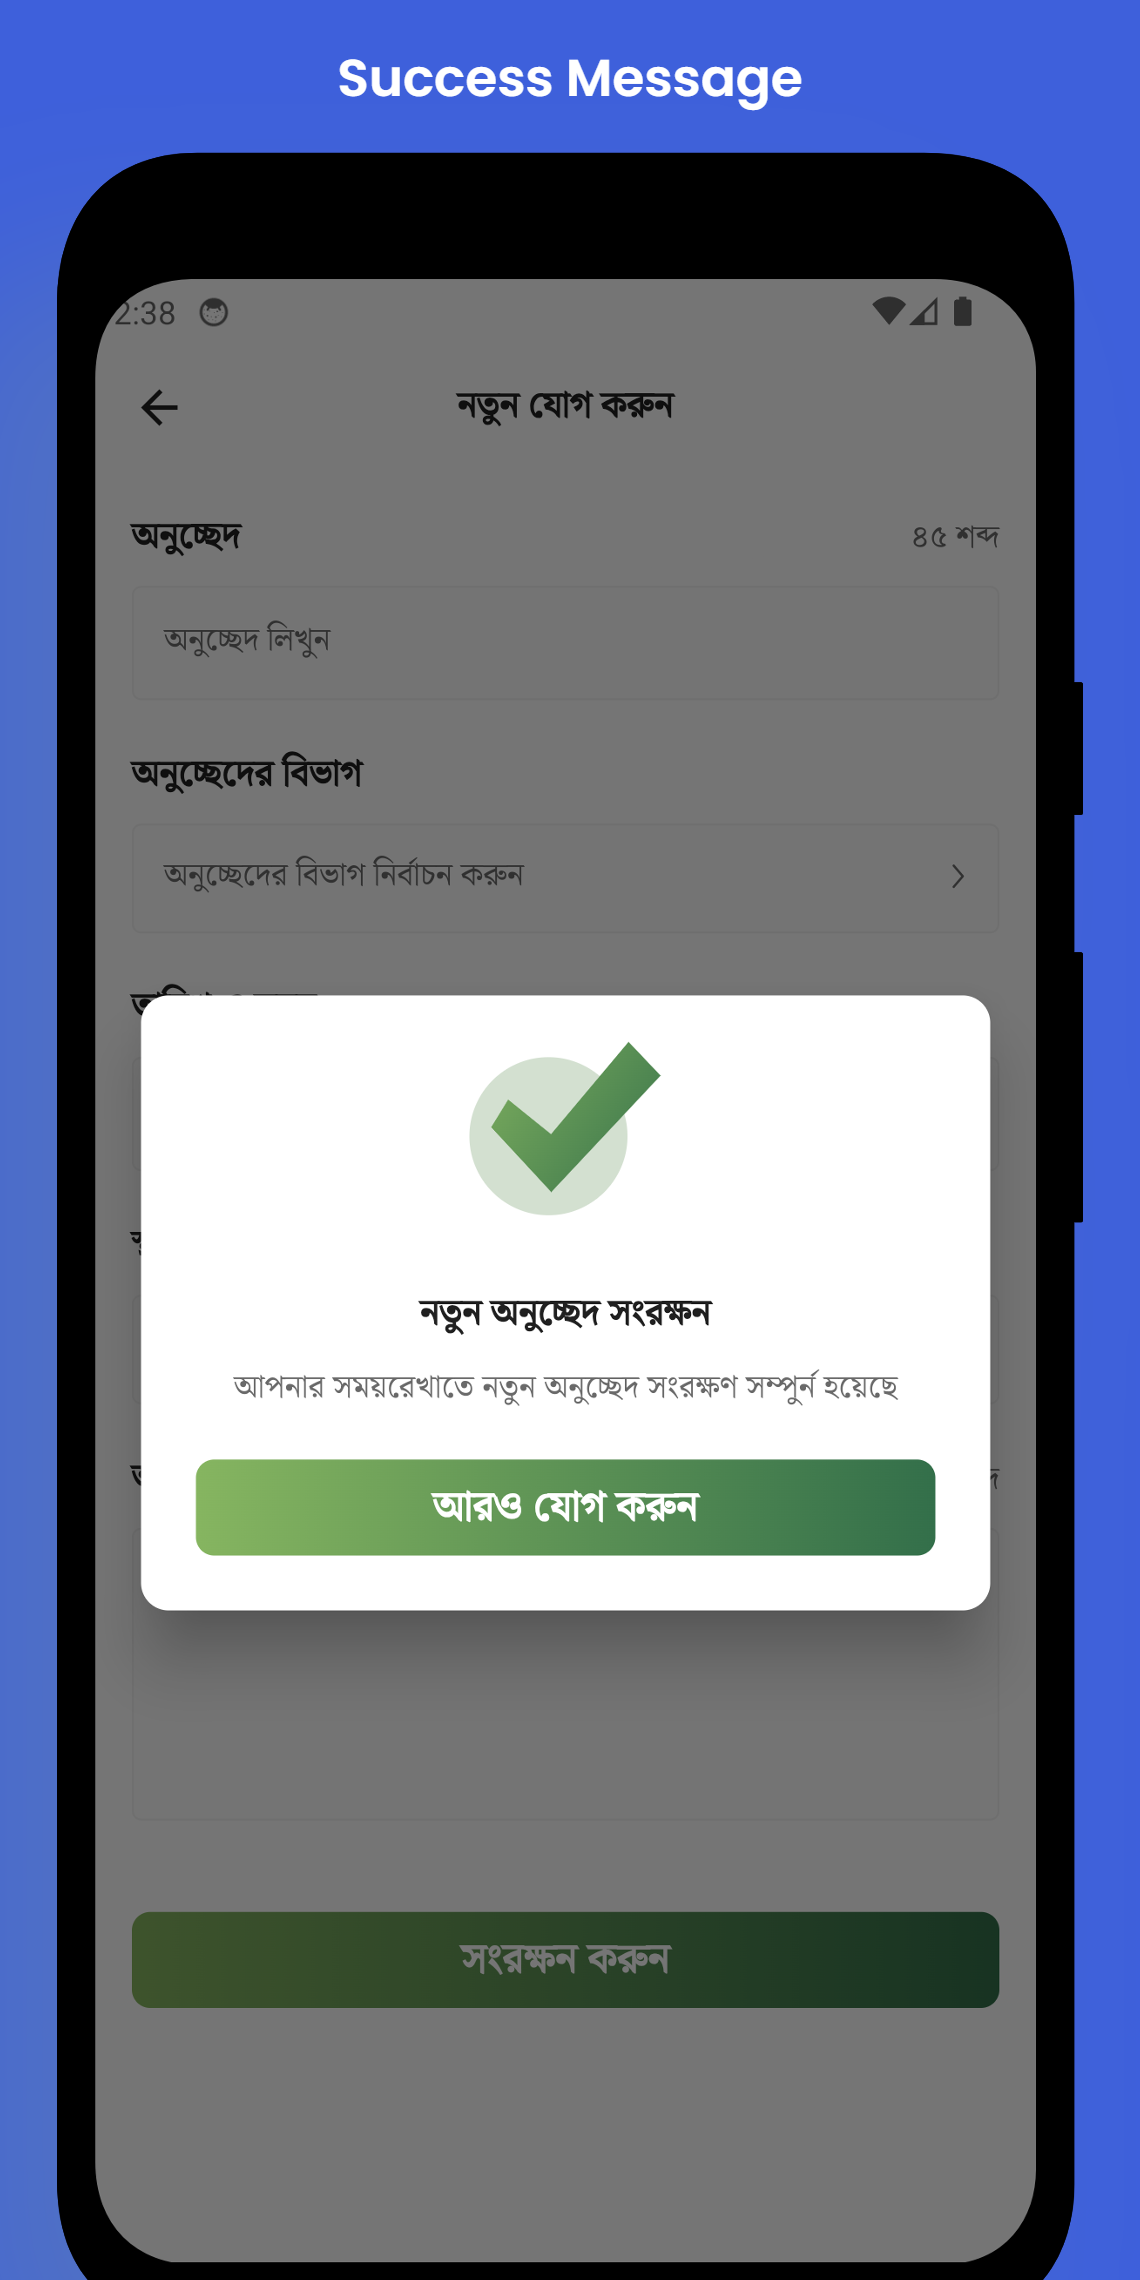 Success Message
2:38
নতুন যোগ করুন
অনুচ্ছেদ
৪৫ শব্দ
অনুচ্ছেদ লিখুন
অনুচ্ছেদের বিভাগ
অনুচ্ছেদের বিভাগ নির্বাচন করুন
নতুন অনুচ্ছেদ সংরক্ষন
আপনার সময়রেখাতে নতুন অনুচ্ছেদ সংরক্ষণ সম্পুর্ন হয়েছে
আরও যোগ করুন
সংরক্ষন করুন